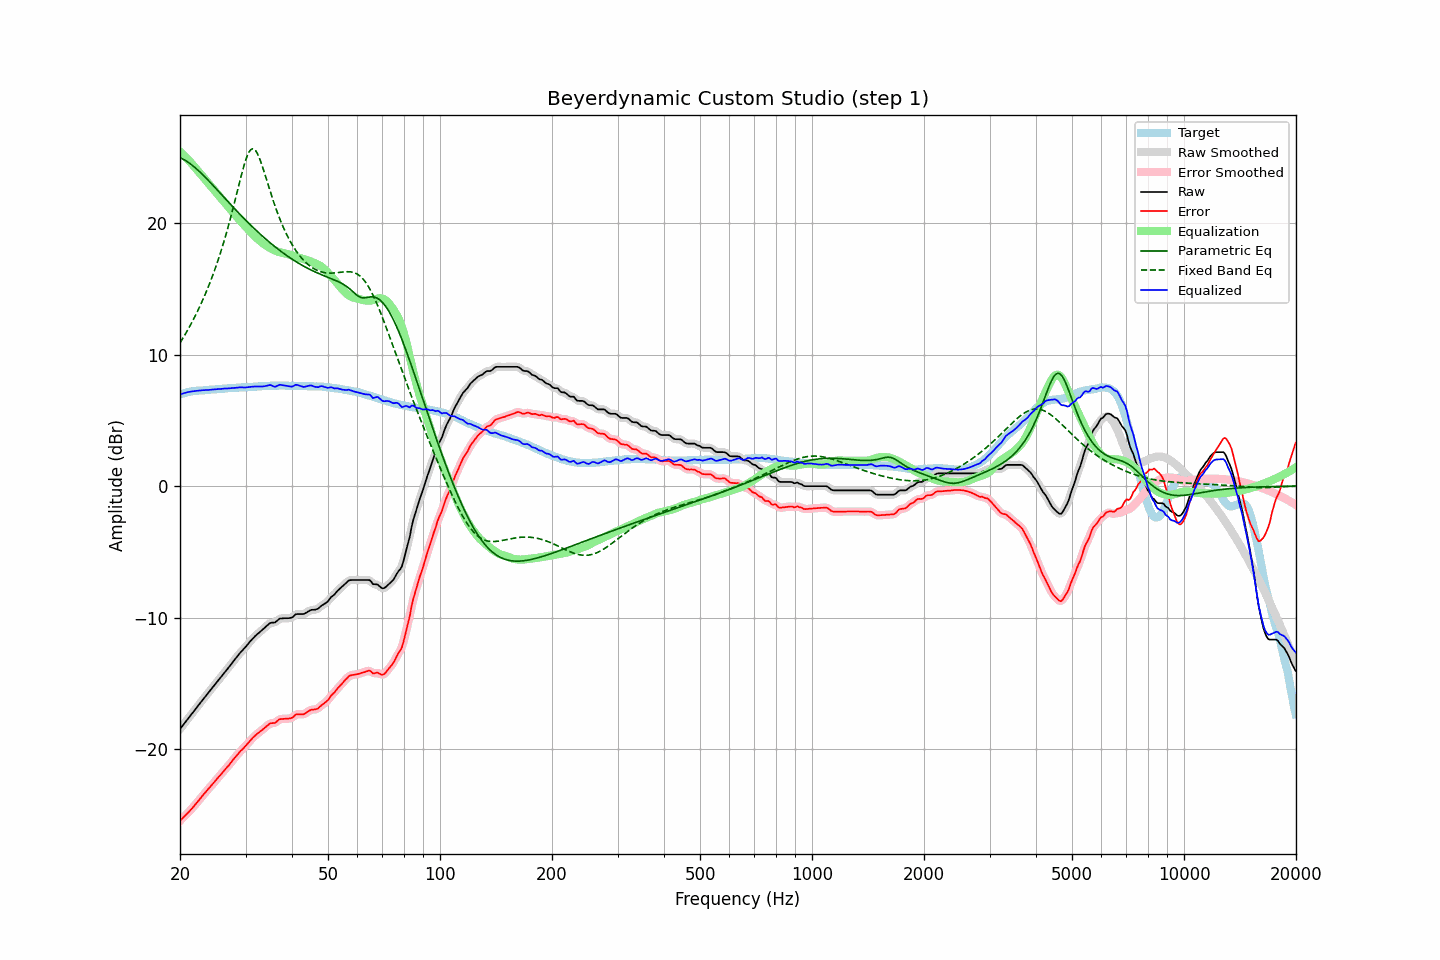 Beyerdynamic Custom Studio (step 1)
Target
Raw Smoothed
Error Smoothed
Raw
Error
Equalization
Parametric Eq
Fixed Band Eq
Equalized
Amplitude (dBr)
20
10
0
−10
−20
20 50 100 200 500 1000 2000 5000 10000 20000
Frequency (Hz)